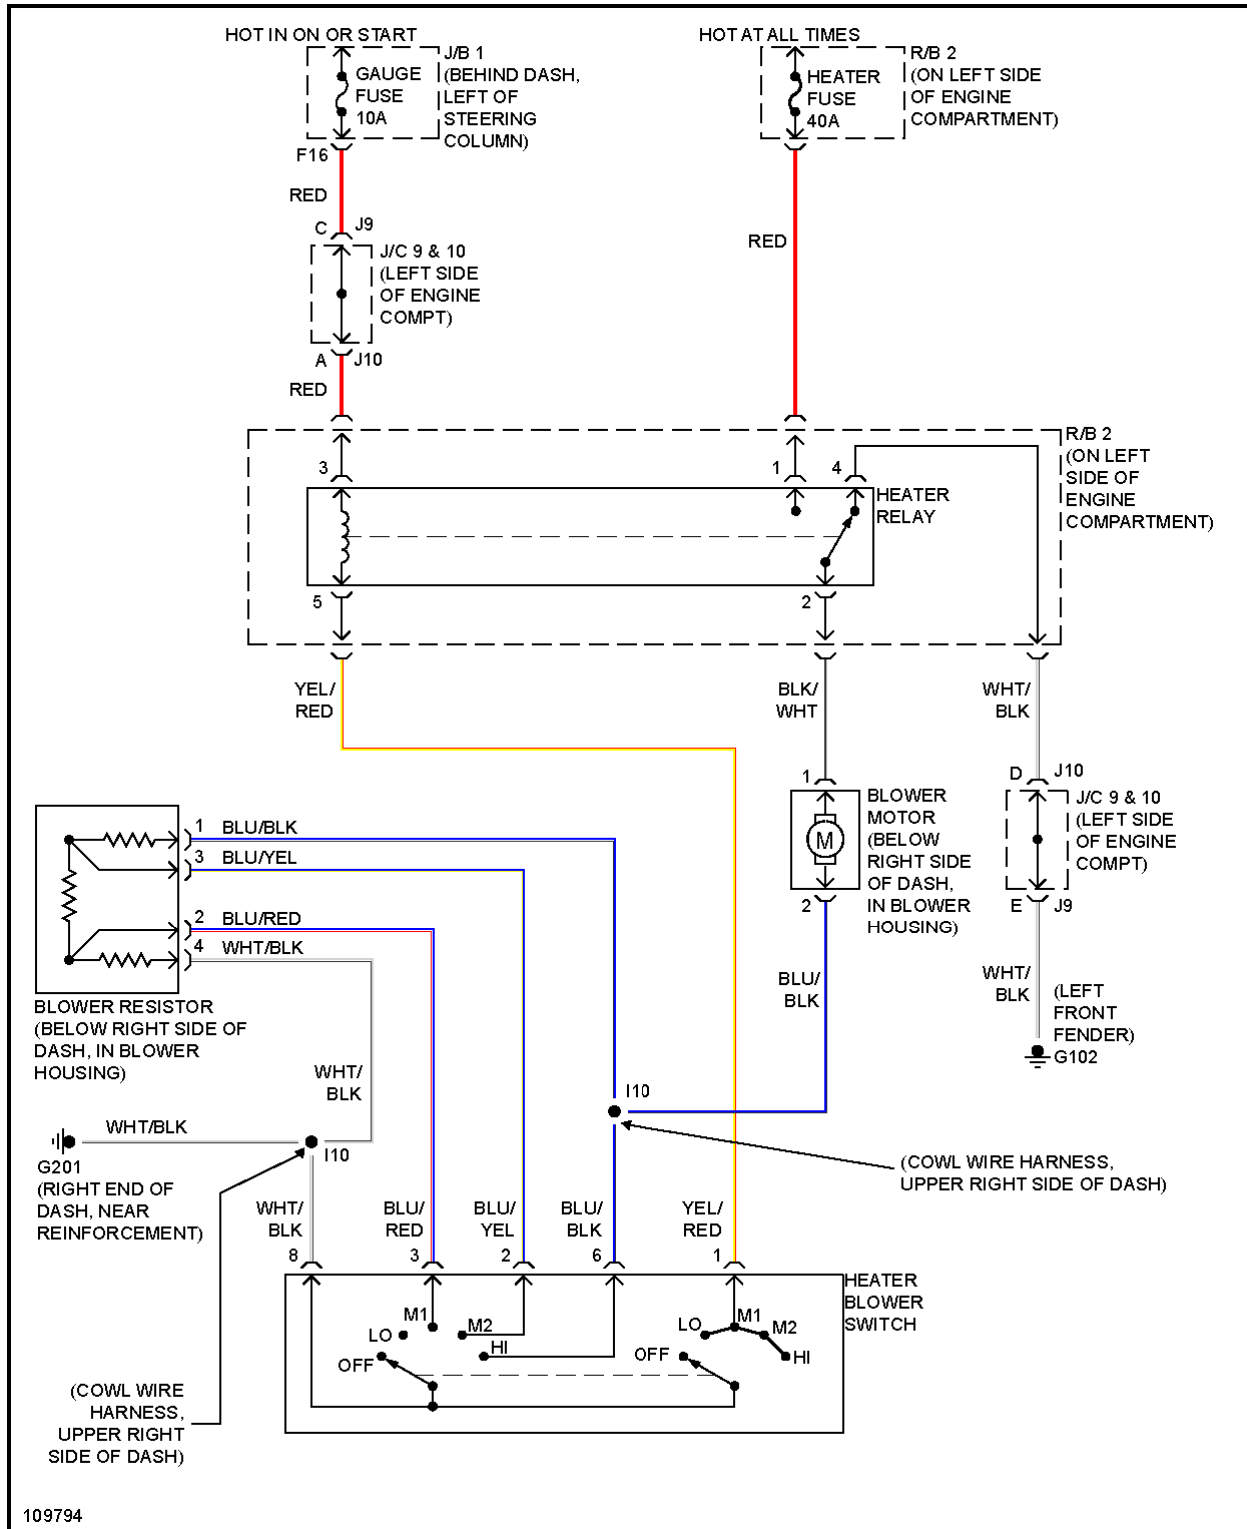 HOT IN ON OR START
HOT AT ALL TIMES
GAUGE
FUSE
10A
J/B 1
(BEHIND DASH,
LEFT OF
STEERING
COLUMN)
HEATER
FUSE
40A
R/B 2
(ON LEFT SIDE
OF ENGINE
COMPARTMENT)
F16
RED
C
J9
J/C 9 & 10
(LEFT SIDE
OF ENGINE
COMPT)
RED
A
J10
RED
R/B 2
(ON LEFT
SIDE OF
ENGINE
COMPARTMENT)
3
1
4
HEATER
RELAY
5
2
YEL/
RED
BLK/
WHT
WHT/
BLK
1
BLOWER
MOTOR
(BELOW
RIGHT SIDE
OF DASH,
IN BLOWER
HOUSING)
M
2
D
J10
J/C 9 & 10
(LEFT SIDE
OF ENGINE
COMPT)
E
J9
1
BLU/BLK
3
BLU/YEL
2
BLU/RED
4
WHT/BLK
BLOWER RESISTOR
(BELOW RIGHT SIDE OF
DASH, IN BLOWER
HOUSING)
BLU/
BLK
WHT/
BLK
(LEFT
FRONT
FENDER)
G102
WHT/
BLK
I10
WHT/BLK
I10
G201
(RIGHT END OF
DASH, NEAR
REINFORCEMENT)
(COWL WIRE HARNESS,
UPPER RIGHT SIDE OF DASH)
WHT/
BLK
BLU/
RED
BLU/
YEL
BLU/
BLK
YEL/
RED
8
3
2
6
1
HEATER
BLOWER
SWITCH
LO
M1
M2
HI
OFF
LO
M1
M2
HI
OFF
(COWL WIRE
HARNESS,
UPPER RIGHT
SIDE OF DASH)
109794